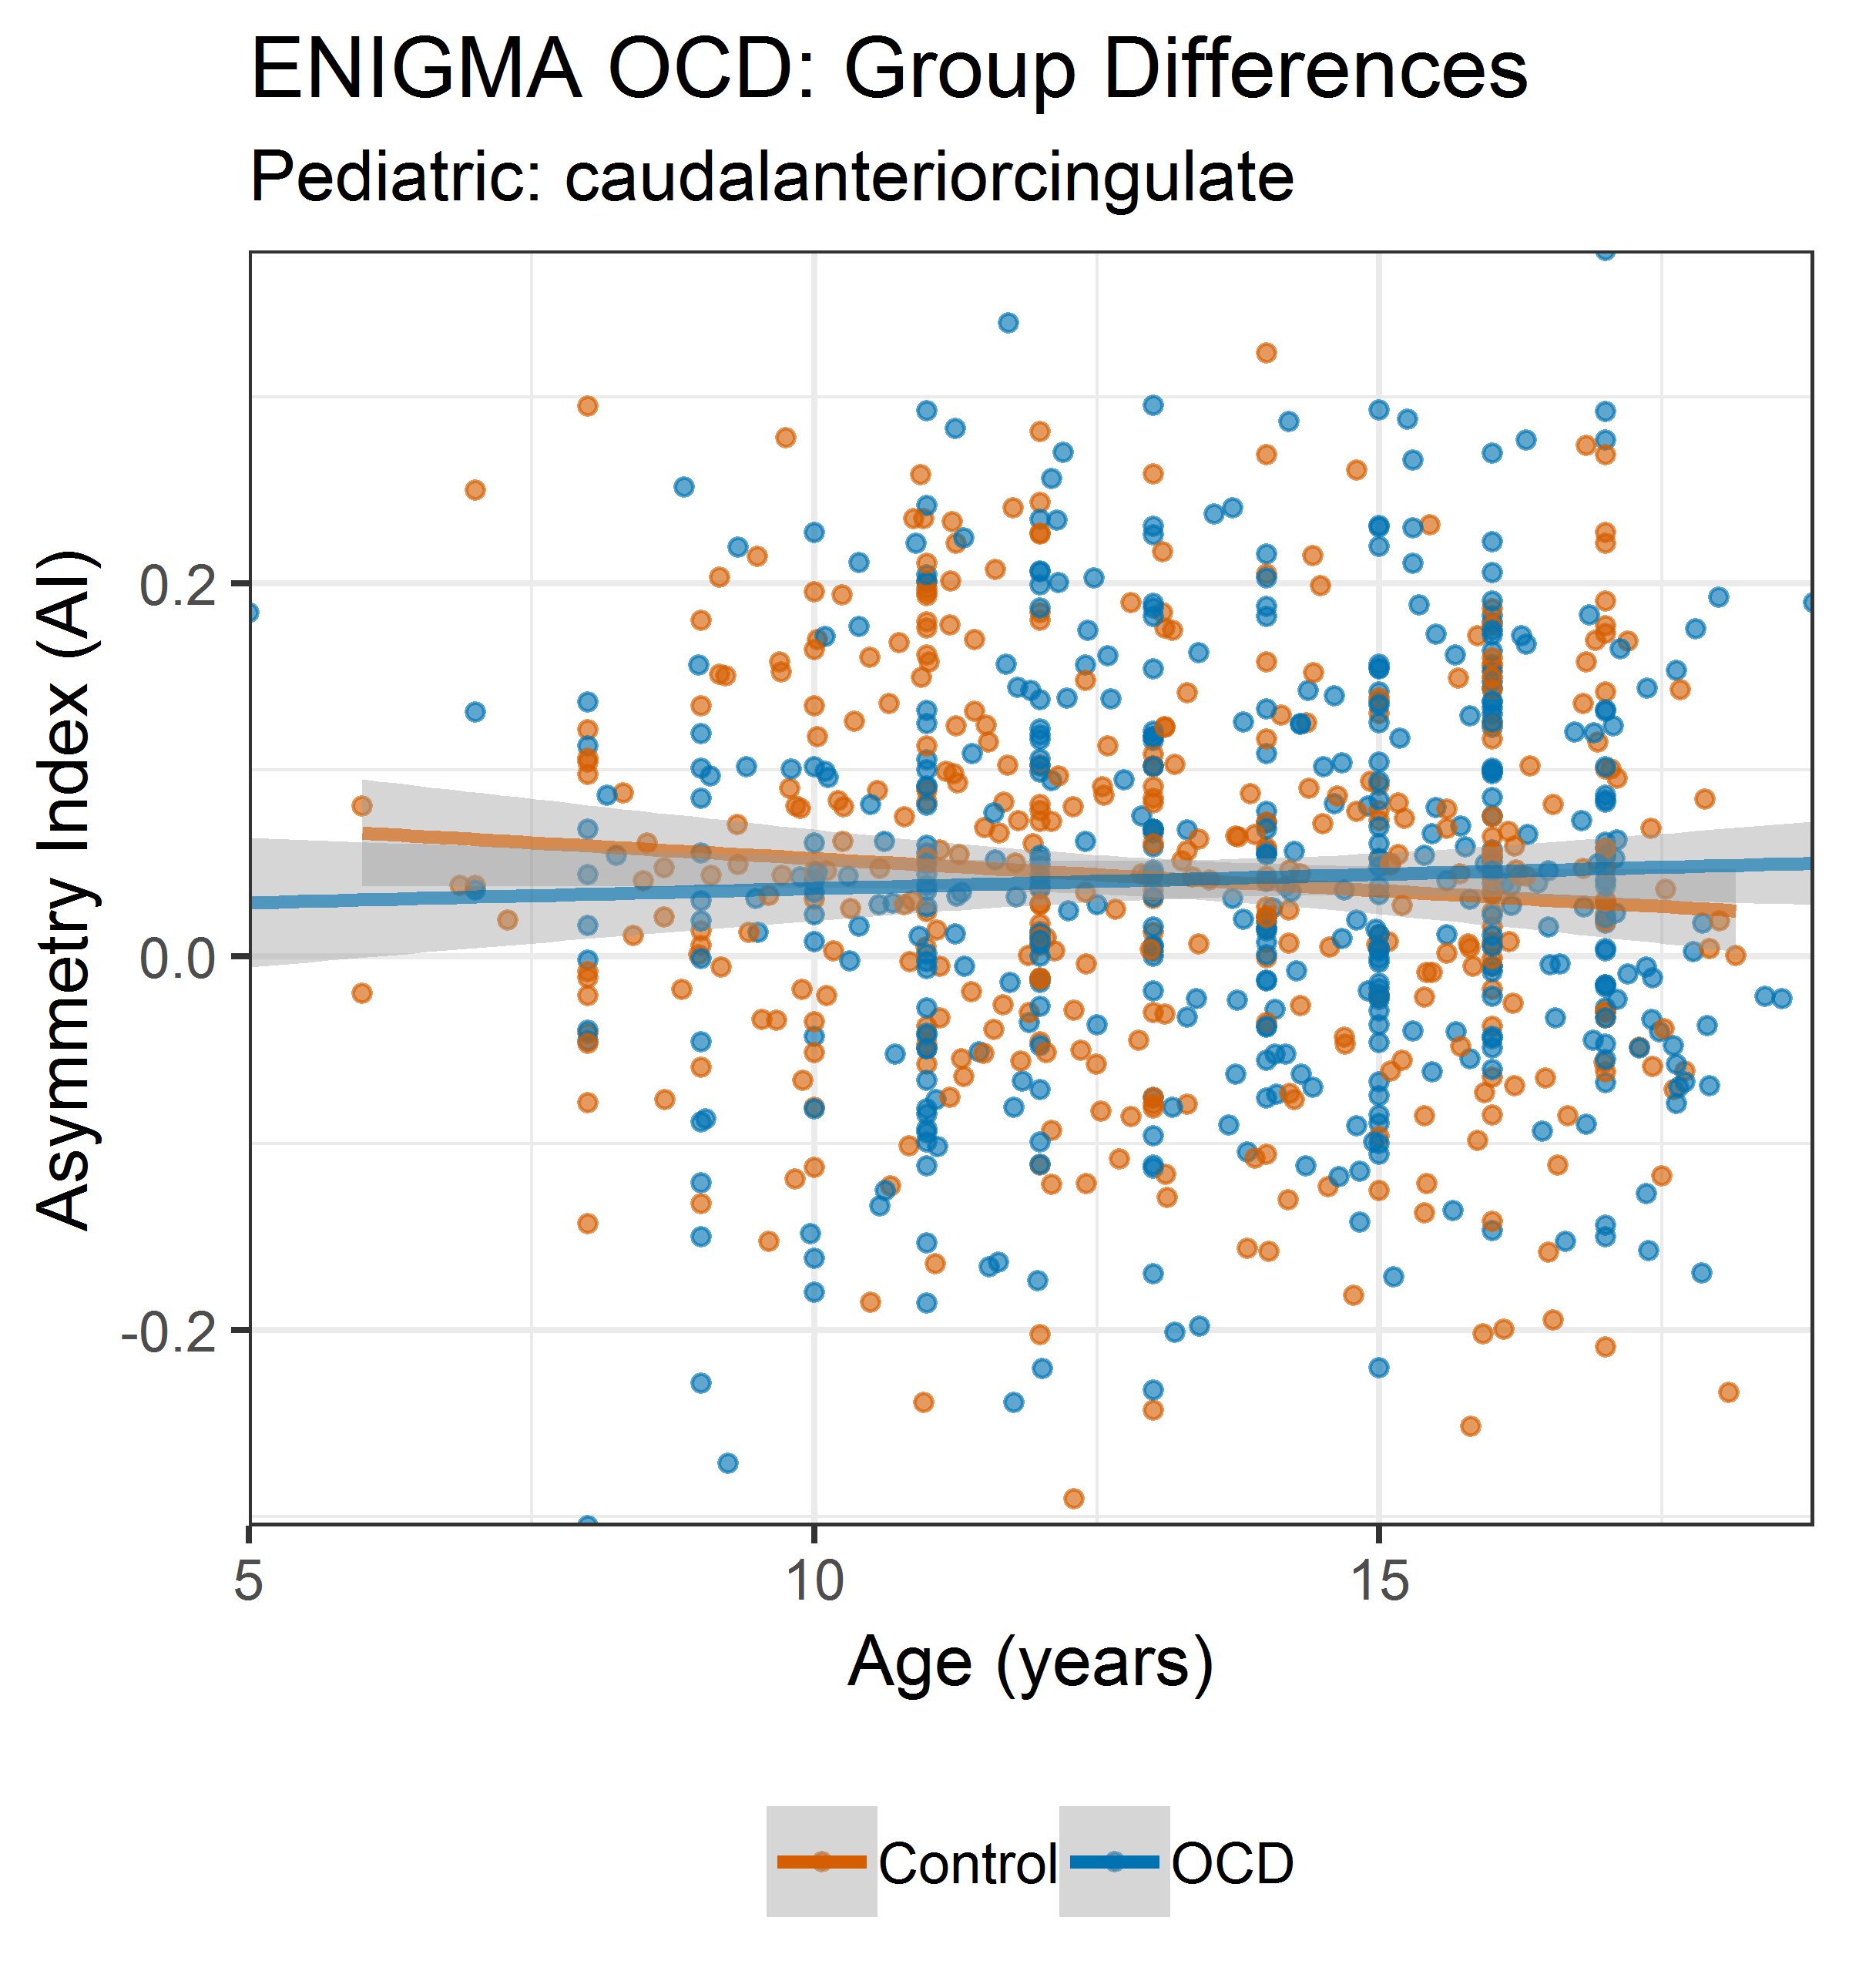 ENIGMA OCD: Group Differences
Pediatric: caudalanteriorcingulate
Asymmetry Index (AI)
0.2
0.0
-0.2
5 10 15
Age (years)
Control OCD